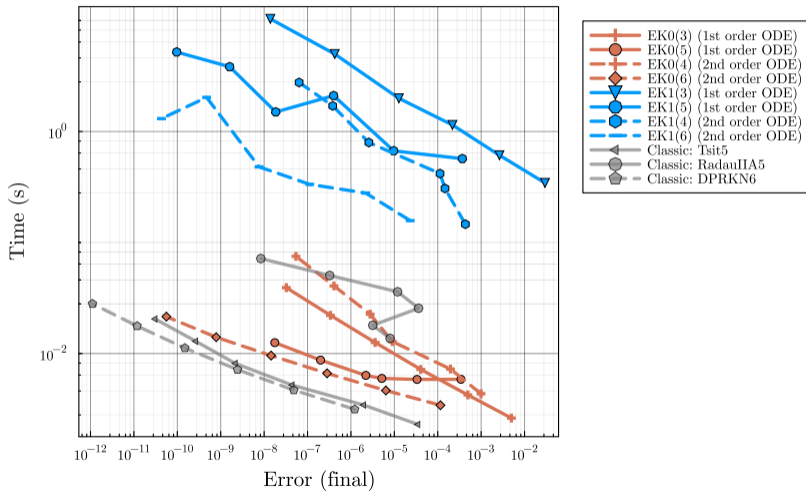 EK0(3) (1st order ODE)
EK0(5) (1st order ODE)
EK0(4) (2nd order ODE)
EK0(6) (2nd order ODE)
EK1(3) (1st order ODE)
EK1(5) (1st order ODE)
EK1(4) (2nd order ODE)
EK1(6) (2nd order ODE)
Classic: Tsit5
Classic: RadauIIA5
Classic: DPRKN6
Time (s)
10⁰
10⁻²
10⁻¹² 10⁻¹¹ 10⁻¹⁰ 10⁻⁹ 10⁻⁸ 10⁻⁷ 10⁻⁶ 10⁻⁵ 10⁻⁴ 10⁻³ 10⁻²
Error (final)